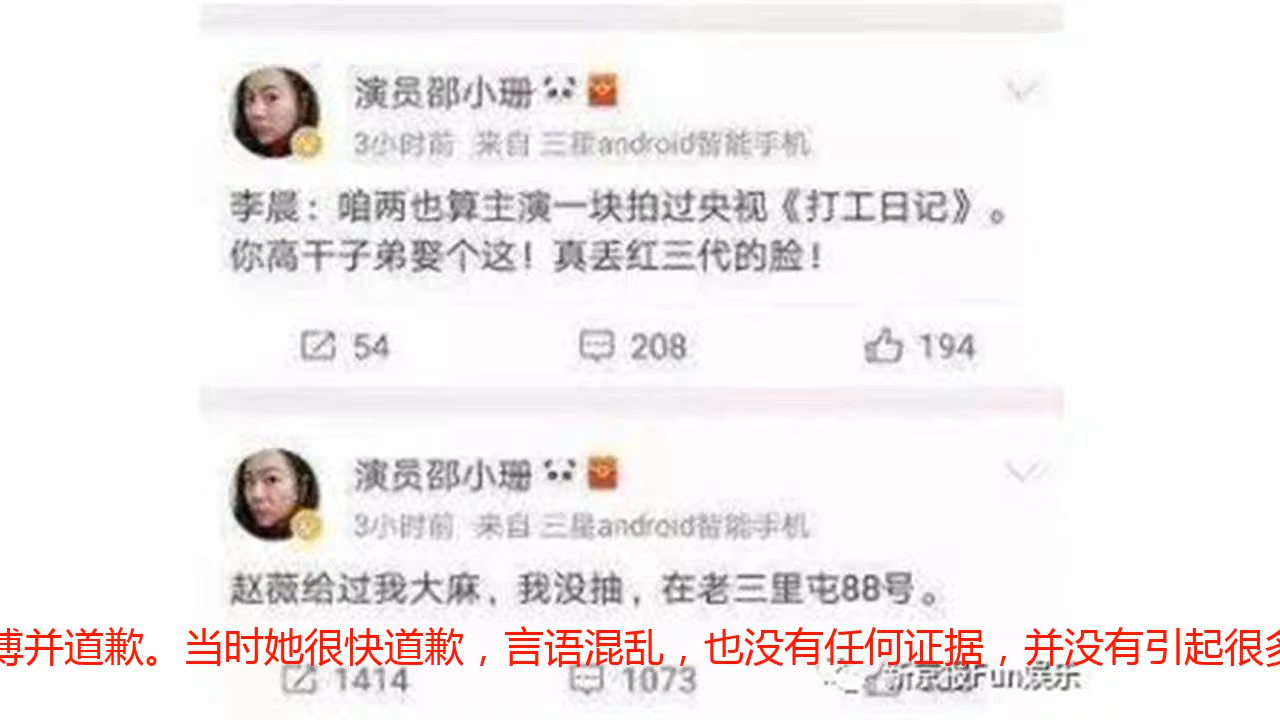 演员邵小珊
3小时前 来自 三星android智能手机
李晨：咱两也算主演一块拍过央视《打工日记》。
你高干子弟娶个这！真丢红三代的脸！
54 208 194
演员邵小珊
3小时前 来自 三星android智能手机
赵薇给过我大麻，我没抽，在老三里屯88号。
博并道歉。当时她很快道歉，言语混乱，也没有任何证据，并没有引起很多
1414 1073
新京报Fun娱乐